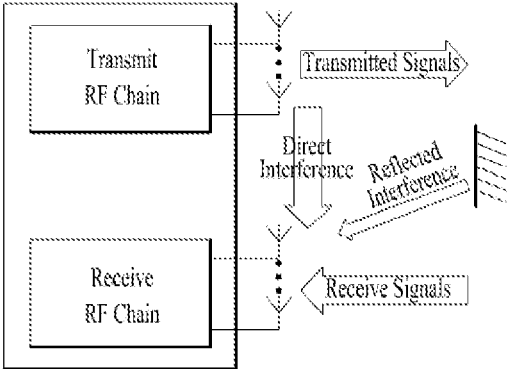 Transmit
RF Chain
Transmitted Signals
Direct
Interference
Reflected
Interference
Receive
RF Chain
Receive Signals